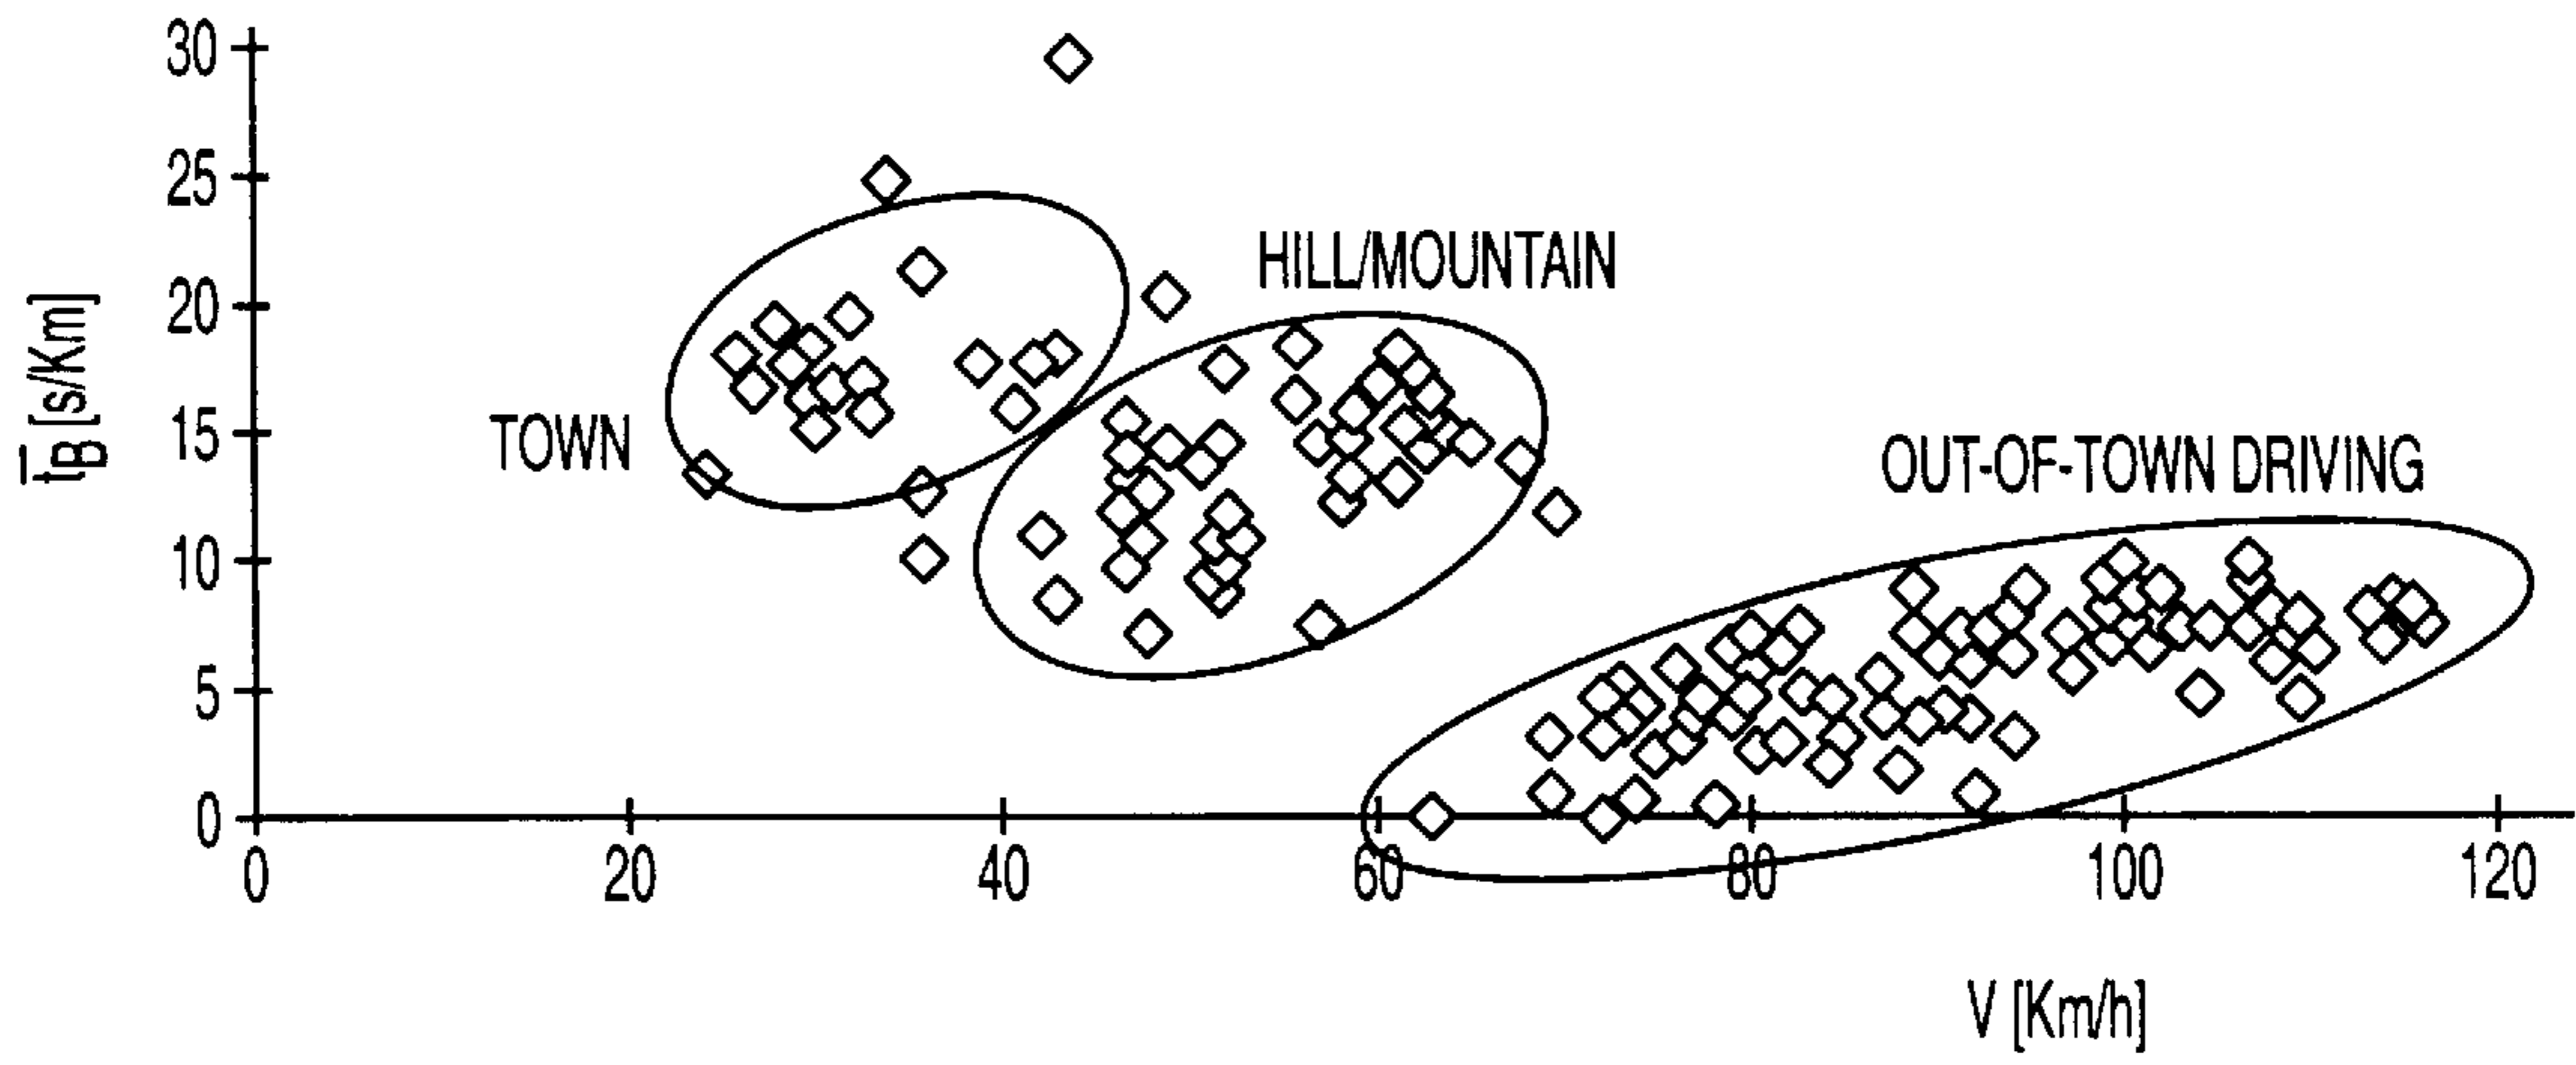 30
25
20
15
10
5
0
t̄B [s/Km]
TOWN
HILL/MOUNTAIN
OUT-OF-TOWN DRIVING
0 20 40 60 80 100 120
V [Km/h]